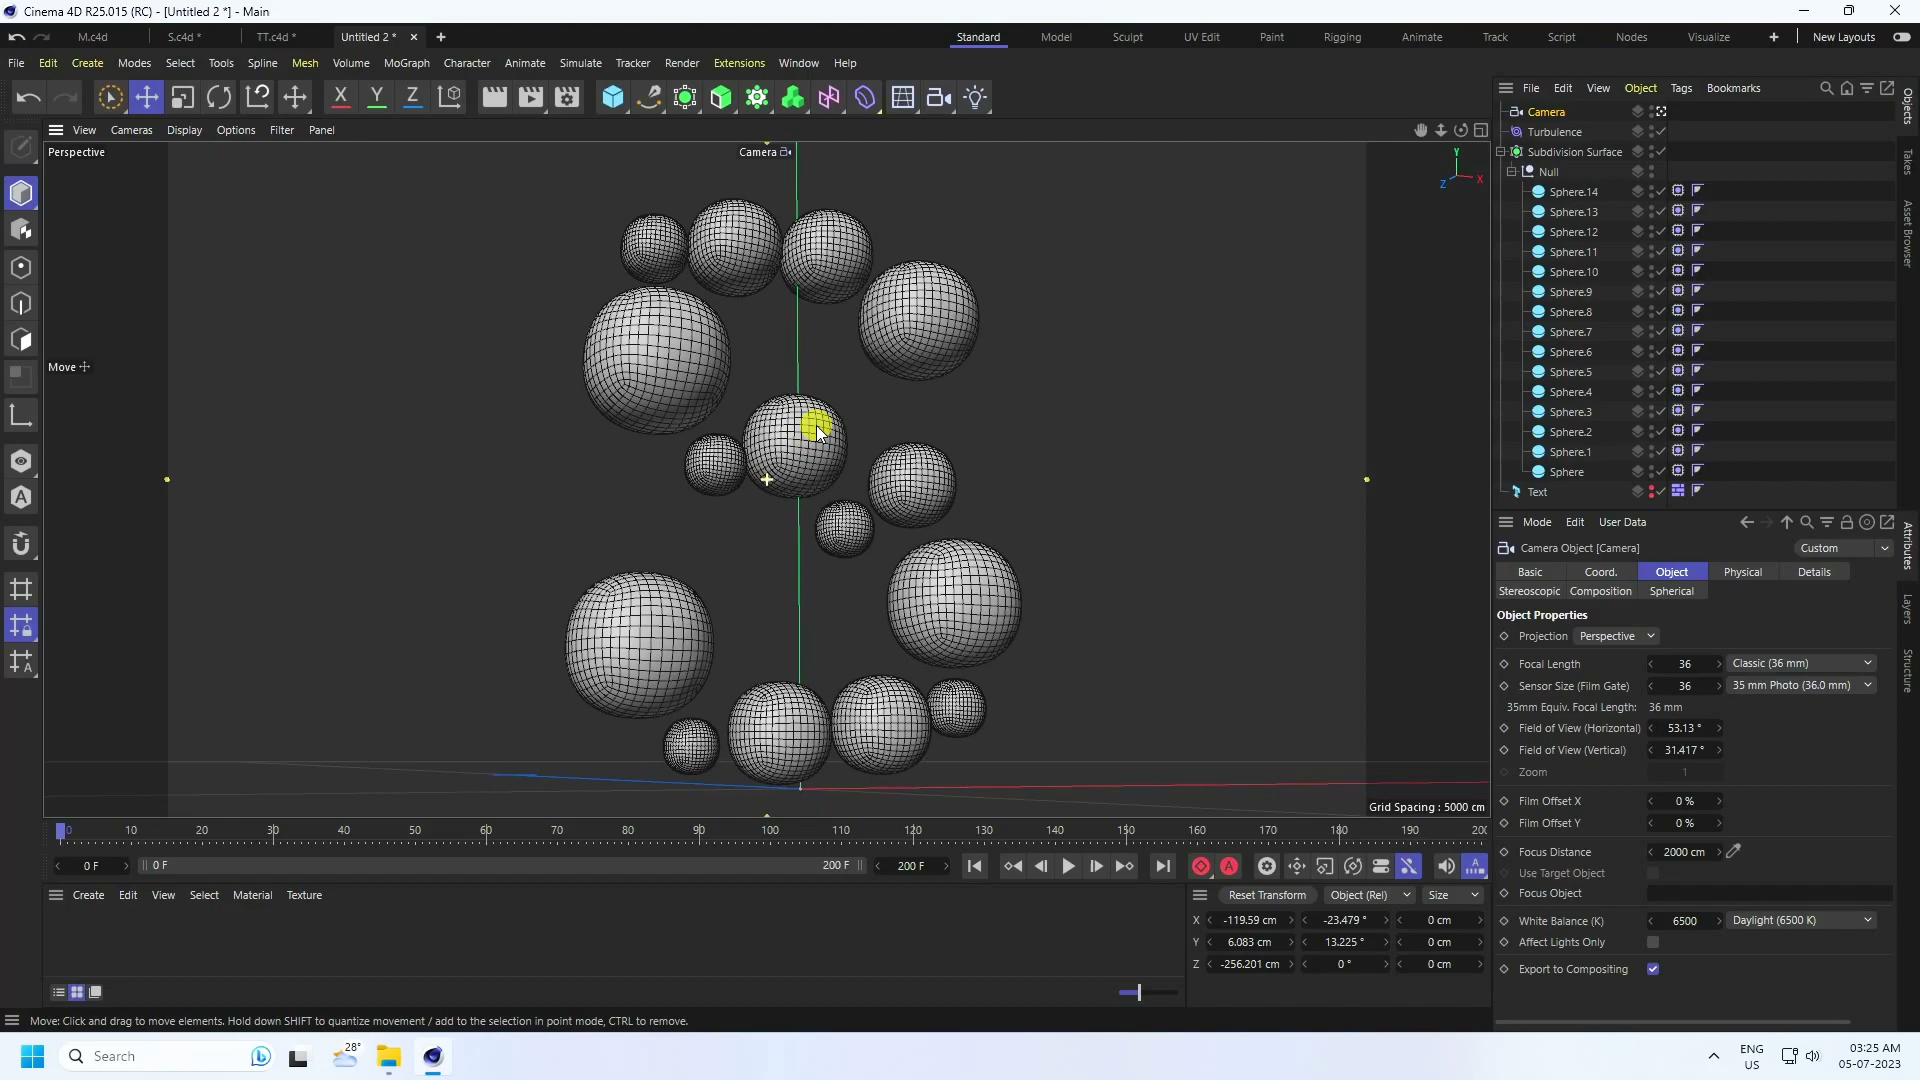 Cinema 4D R25.015 (RC) - [Untitled 2 *] - Main
M.c4d S.c4d * TT.c4d * Untitled 2 * Standard Model Sculpt UV Edit Paint Rigging Animate Track Script Nodes Visualize New Layouts
File Edit Create Modes Select Tools Spline Mesh Volume MoGraph Character Animate Simulate Tracker Render Extensions Window Help
X Y Z
File Edit View Object Tags Bookmarks
View Cameras Display Options Filter Panel
Perspective
Camera
Y
X
Z
Move
Grid Spacing : 5000 cm
Camera
Turbulence
Subdivision Surface
Null
Sphere.14
Sphere.13
Sphere.12
Sphere.11
Sphere.10
Sphere.9
Sphere.8
Sphere.7
Sphere.6
Sphere.5
Sphere.4
Sphere.3
Sphere.2
Sphere.1
Sphere
Text
Objects
Takes
Asset Browser
Mode Edit User Data
Camera Object [Camera] Custom
Basic Coord. Object Physical Details
Stereoscopic Composition Spherical
Object Properties
Projection Perspective
Focal Length 36 Classic (36 mm)
Sensor Size (Film Gate) 36 35 mm Photo (36.0 mm)
35mm Equiv. Focal Length: 36 mm
Field of View (Horizontal) 53.13 °
Field of View (Vertical) 31.417 °
Zoom 1
Film Offset X 0 %
Film Offset Y 0 %
Focus Distance 2000 cm
Use Target Object
Focus Object
White Balance (K) 6500 Daylight (6500 K)
Affect Lights Only
Export to Compositing
Attributes
Layers
Structure
0 10 20 30 40 50 60 70 80 90 100 110 120 130 140 150 160 170 180 190 200
0 F 0 F 200 F 200 F
Create Edit View Select Material Texture
Reset Transform Object (Rel) Size
X -119.59 cm -23.479 ° 0 cm
Y 6.083 cm 13.225 ° 0 cm
Z -256.201 cm 0 ° 0 cm
Move: Click and drag to move elements. Hold down SHIFT to quantize movement / add to the selection in point mode, CTRL to remove.
Search
28°
ENG
US
03:25 AM
05-07-2023